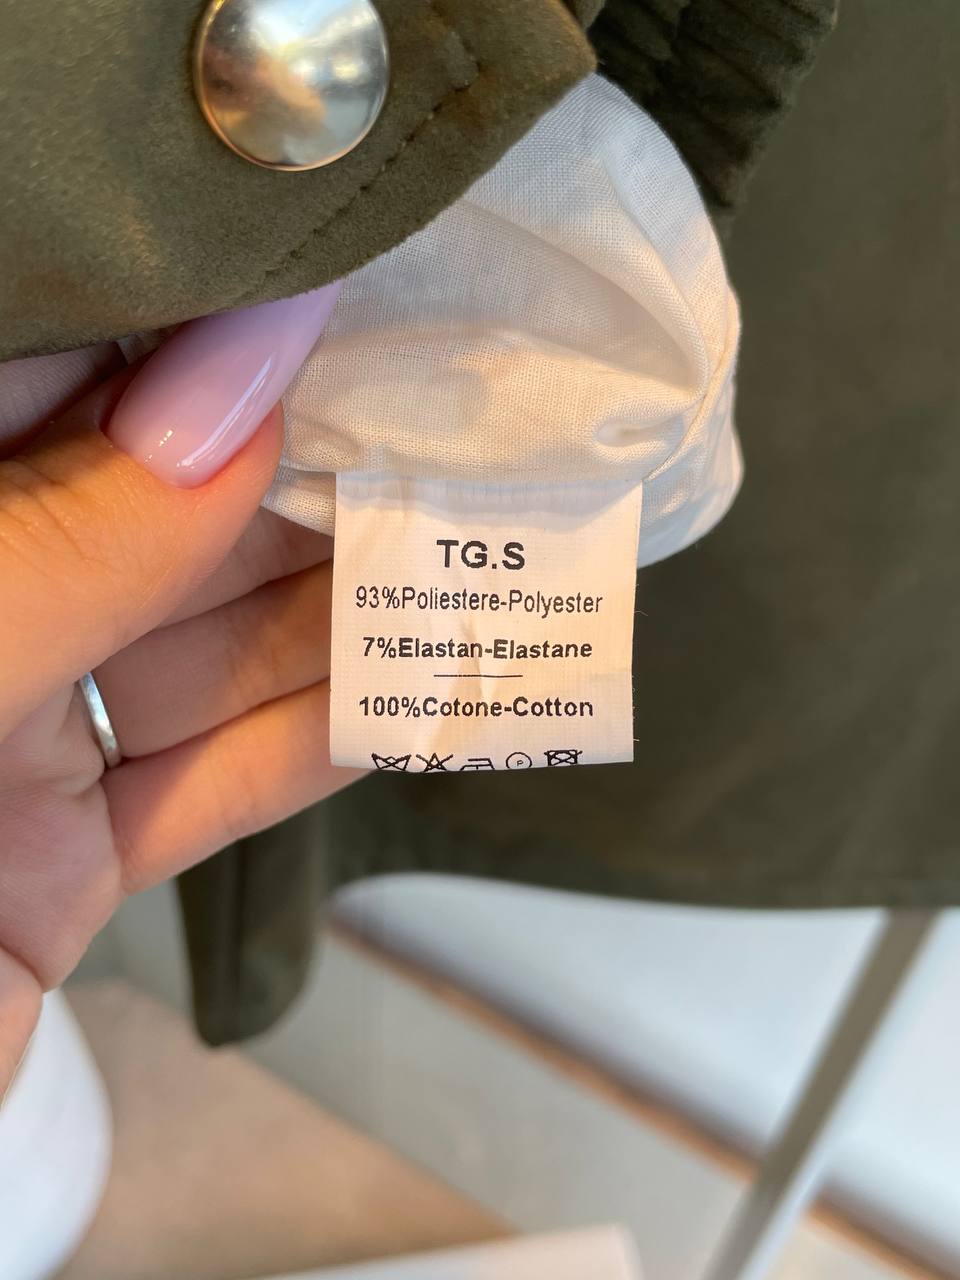 TG.S
93%Poliestere-Polyester
7%Elastan-Elastane
100%Cotone-Cotton
P